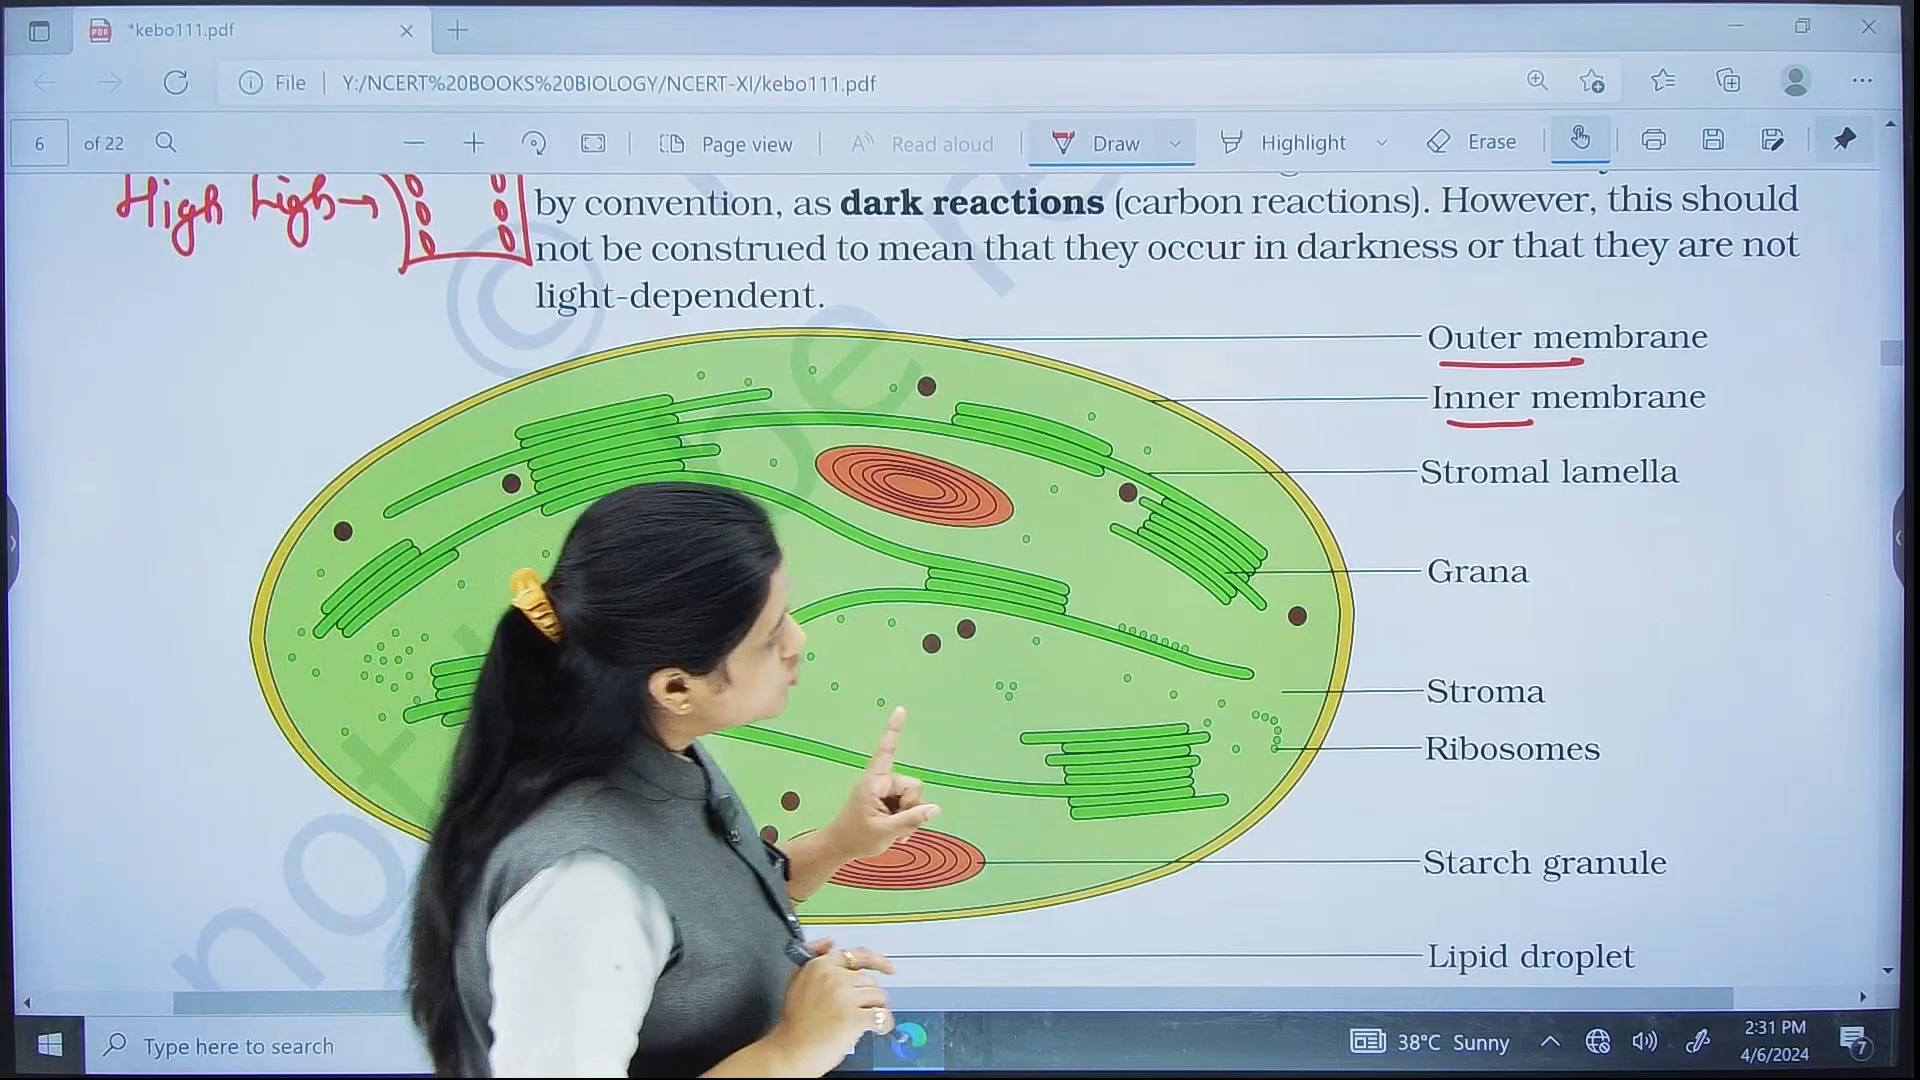 *kebo111.pdf
File Y:/NCERT%20BOOKS%20BIOLOGY/NCERT-XI/kebo111.pdf
6 of 22 Page view Read aloud Draw Highlight Erase
High Light→
by convention, as dark reactions (carbon reactions). However, this should
not be construed to mean that they occur in darkness or that they are not
light-dependent.
Outer membrane
Inner membrane
Stromal lamella
Grana
Stroma
Ribosomes
Starch granule
Lipid droplet
Type here to search
38°C Sunny
2:31 PM
4/6/2024
7